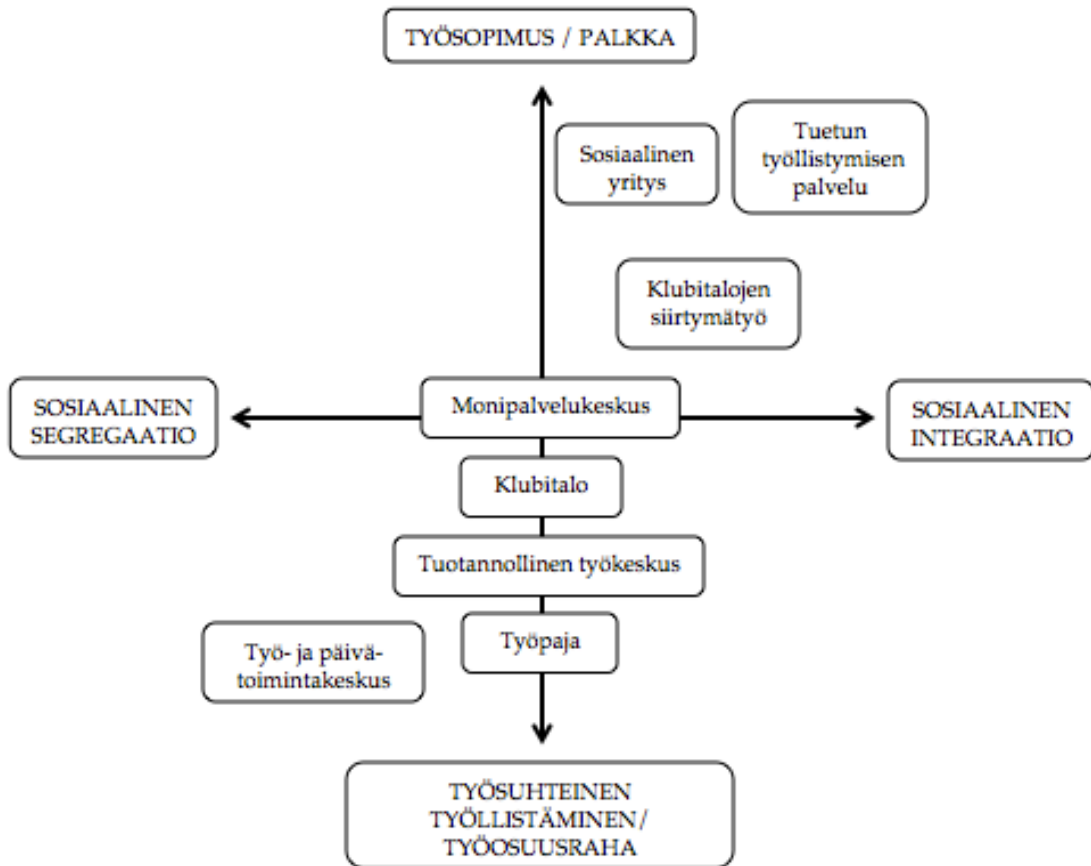 TYÖSOPIMUS / PALKKA
Sosiaalinen
yritys
Tuetun
työllistymisen
palvelu
Klubitalojen
siirtymätyö
SOSIAALINEN
SEGREGAATIO
Monipalvelukeskus
SOSIAALINEN
INTEGRAATIO
Klubitalo
Tuotannollinen työkeskus
Työ- ja päivä-
toimintakeskus
Työpaja
TYÖSUHTEINEN
TYÖLLISTÄMINEN/
TYÖOSUUSRAHA